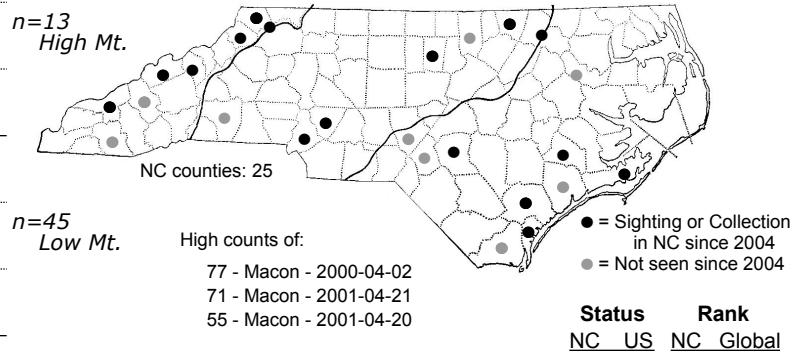 n=13
High Mt.
NC counties: 25
n=45
Low Mt.
High counts of:
77 - Macon - 2000-04-02
71 - Macon - 2001-04-21
55 - Macon - 2001-04-20
= Sighting or Collection
in NC since 2004
= Not seen since 2004
Status Rank
NC US NC Global